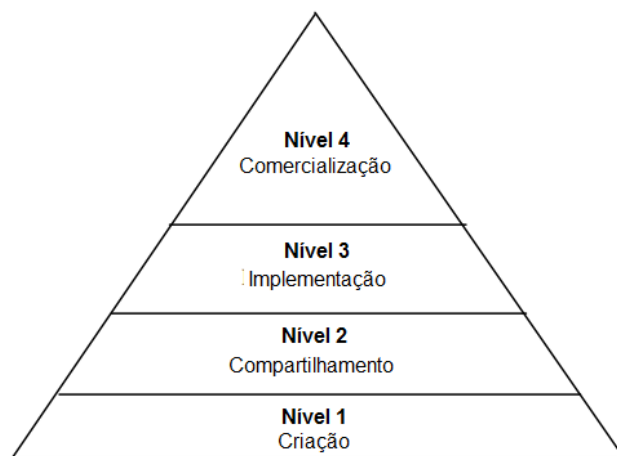 Nível 4
Comercialização
Nível 3
Implementação
Nível 2
Compartilhamento
Nível 1
Criação